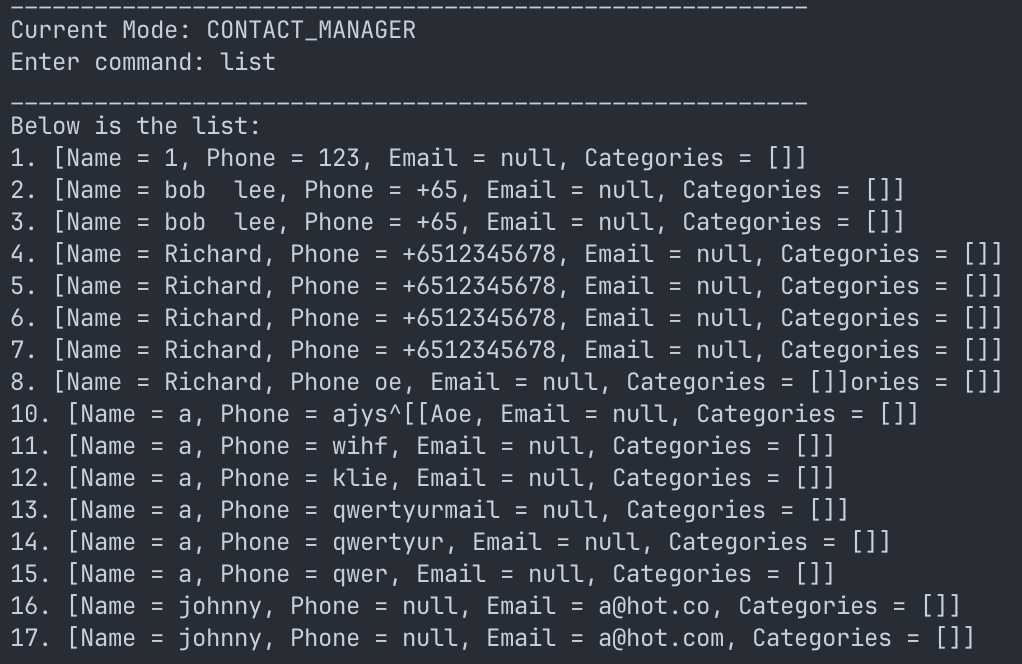 _________________________________________________________
Current Mode: CONTACT_MANAGER
Enter command: list
_________________________________________________________
Below is the list:
1. [Name = 1, Phone = 123, Email = null, Categories = []]
2. [Name = bob  lee, Phone = +65, Email = null, Categories = []]
3. [Name = bob  lee, Phone = +65, Email = null, Categories = []]
4. [Name = Richard, Phone = +6512345678, Email = null, Categories = []]
5. [Name = Richard, Phone = +6512345678, Email = null, Categories = []]
6. [Name = Richard, Phone = +6512345678, Email = null, Categories = []]
7. [Name = Richard, Phone = +6512345678, Email = null, Categories = []]
8. [Name = Richard, Phone oe, Email = null, Categories = []]ories = []]
10. [Name = a, Phone = ajys^[[Aoe, Email = null, Categories = []]
11. [Name = a, Phone = wihf, Email = null, Categories = []]
12. [Name = a, Phone = klie, Email = null, Categories = []]
13. [Name = a, Phone = qwertyurmail = null, Categories = []]
14. [Name = a, Phone = qwertyur, Email = null, Categories = []]
15. [Name = a, Phone = qwer, Email = null, Categories = []]
16. [Name = johnny, Phone = null, Email = a@hot.co, Categories = []]
17. [Name = johnny, Phone = null, Email = a@hot.com, Categories = []]